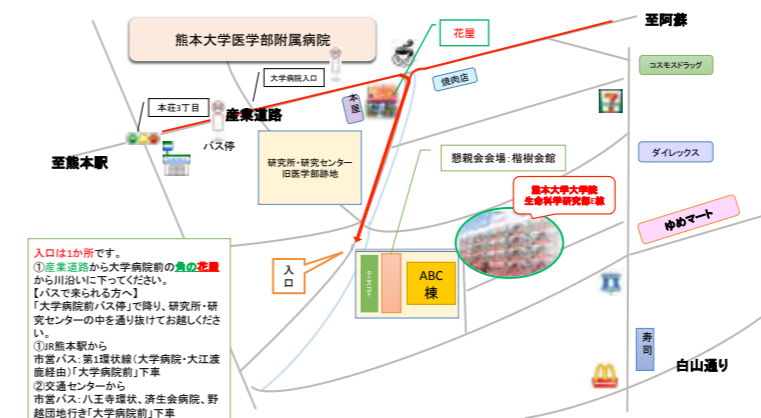 熊本大学医学部附属病院
花屋
至阿蘇
コスモスドラッグ
大学病院入口
焼肉店
本荘3丁目
産業道路
本屋
バス停
至熊本駅
研究所・研究センター
旧医学部跡地
懇親会会場：楷樹会館
ダイレックス
熊本大学大学院
生命科学研究部E棟
ゆめマート
入口
ABC
棟
寿司
白山通り
入口は1か所です。
①産業道路から大学病院前の角の花屋
から川沿いに下ってください。
【バスで来られる方へ】
「大学病院前バス停」で降り、研究所・研
究センターの中を通り抜けてお越しくださ
い。
①JR熊本駅から
市営バス：第1環状線（大学病院・大江渡
鹿経由）「大学病院前」下車
②交通センターから
市営バス：八王寺環状、済生会病院、野
越団地行き「大学病院前」下車